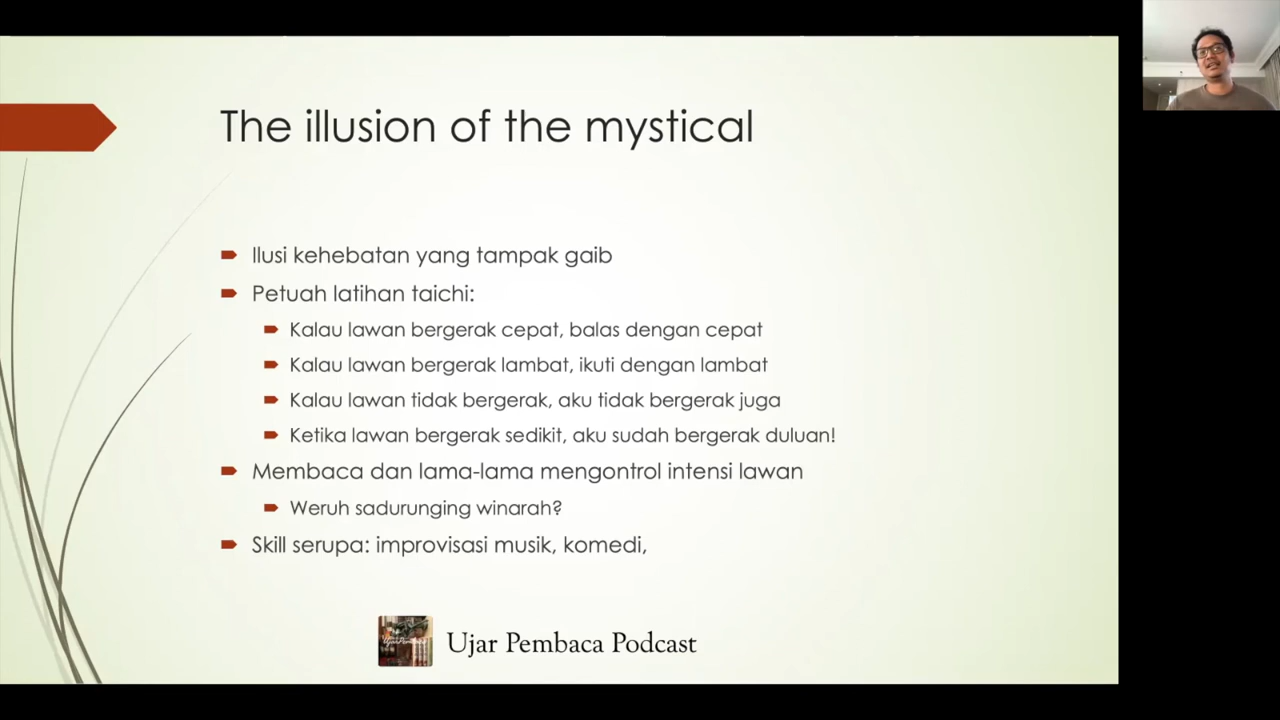 The illusion of the mystical
Ilusi kehebatan yang tampak gaib
Petuah latihan taichi:
Kalau lawan bergerak cepat, balas dengan cepat
Kalau lawan bergerak lambat, ikuti dengan lambat
Kalau lawan tidak bergerak, aku tidak bergerak juga
Ketika lawan bergerak sedikit, aku sudah bergerak duluan!
Membaca dan lama-lama mengontrol intensi lawan
Weruh sadurunging winarah?
Skill serupa: improvisasi musik, komedi,
Ujar Pembaca Podcast